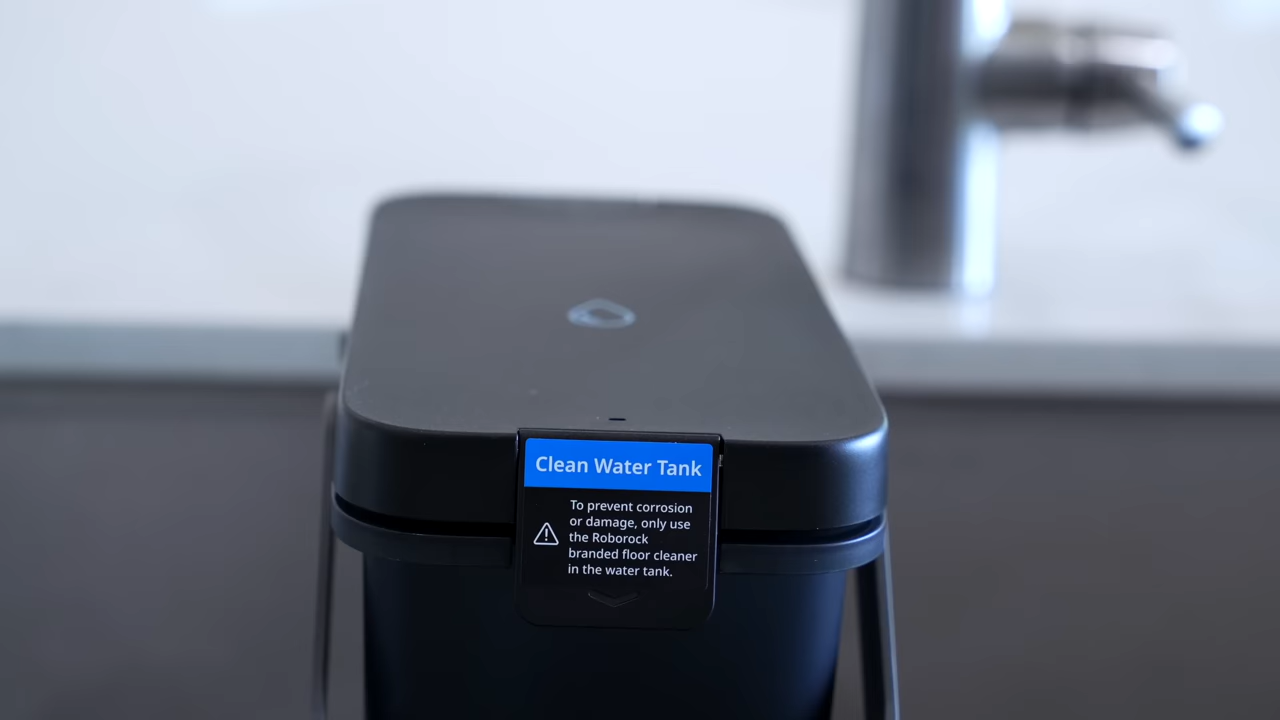 Clean Water Tank
To prevent corrosion
or damage, only use
the Roborock
branded floor cleaner
in the water tank.